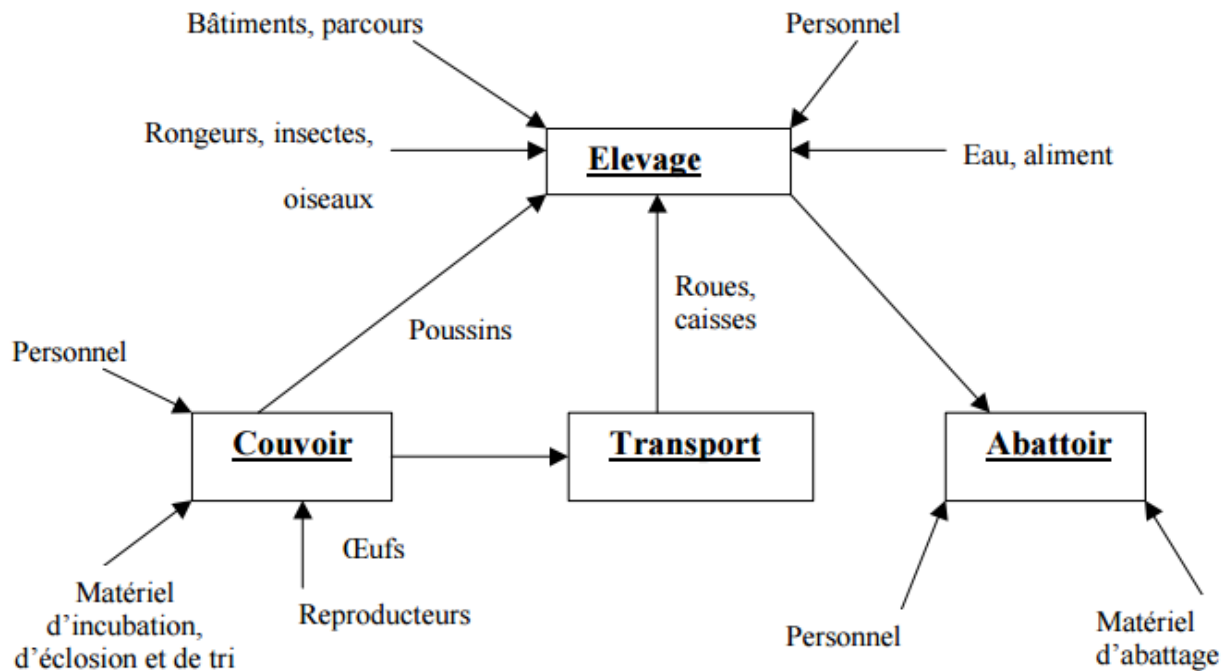 Bâtiments, parcours
Personnel
Rongeurs, insectes,
oiseaux
Elevage
Eau, aliment
Roues,
caisses
Poussins
Personnel
Couvoir
Transport
Abattoir
Œufs
Reproducteurs
Matériel
d'incubation,
d'éclosion et de tri
Personnel
Matériel
d'abattage